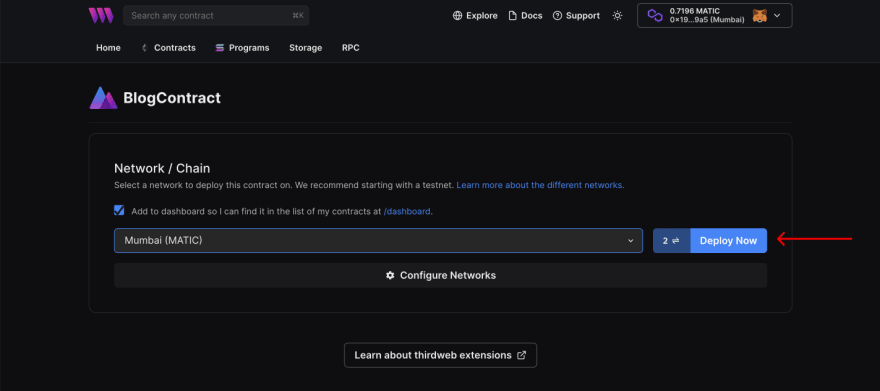 Search any contract
⌘K
Explore
Docs
Support
0.7196 MATIC
0x19...9a5 (Mumbai)
Home
Contracts
Programs
Storage
RPC
BlogContract
Network / Chain
Select a network to deploy this contract on. We recommend starting with a testnet. Learn more about the different networks.
Add to dashboard so I can find it in the list of my contracts at /dashboard.
Mumbai (MATIC)
2
Deploy Now
Configure Networks
Learn about thirdweb extensions